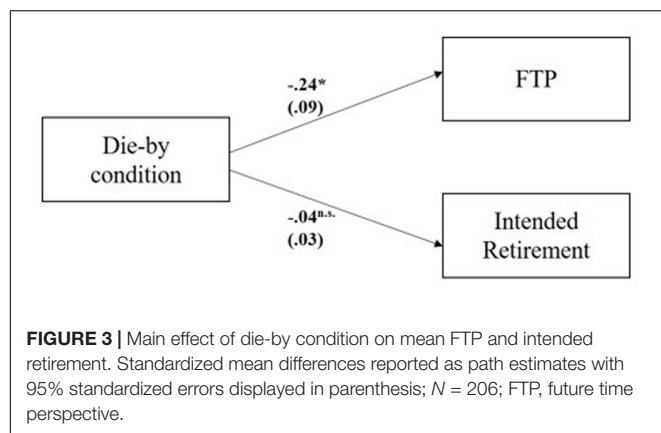 -.24*
(.09)
FTP
Die-by
condition
-.04n.s.
(.03)
Intended
Retirement
FIGURE 3 | Main effect of die-by condition on mean FTP and intended
retirement. Standardized mean differences reported as path estimates with
95% standardized errors displayed in parenthesis; N = 206; FTP, future time
perspective.